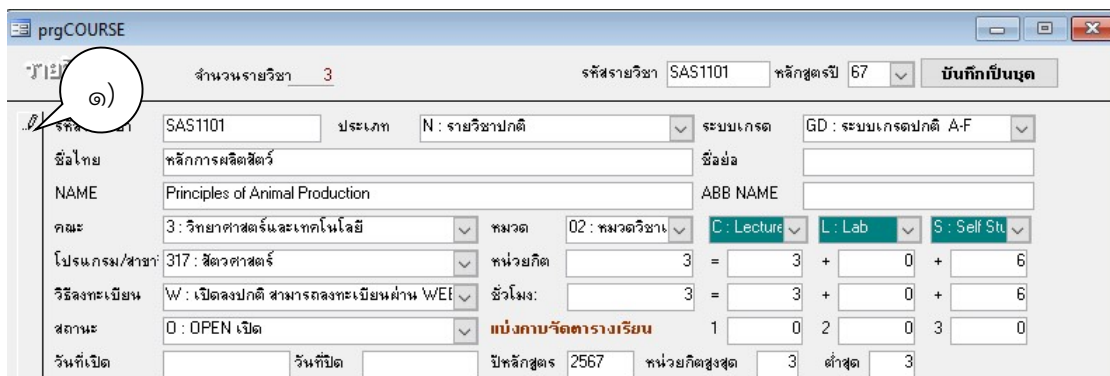 prgCOURSE
จำนวนรายวิชา 3 รหัสรายวิชา SAS1101 หลักสูตรปี 67 บันทึกเป็นชุด
๑)
SAS1101 ประเภท N : รายวิชาปกติ ระบบเกรด GD : ระบบเกรดปกติ A-F
ชื่อไทย หลักการผลิตสัตว์ ชื่อย่อ
NAME Principles of Animal Production ABB NAME
คณะ 3 : วิทยาศาสตร์และเทคโนโลยี หมวด 02 : หมวดวิชาเ C : Lecture L : Lab S : Self Stu
โปรแกรม/สาขา 317 : สัตวศาสตร์ หน่วยกิต 3 = 3 + 0 + 6
วิธีลงทะเบียน W : เปิดลงปกติ สามารถลงทะเบียนผ่าน WEE ชั่วโมง: 3 = 3 + 0 + 6
สถานะ O : OPEN เปิด แบ่งคาบจัดตารางเรียน 1 0 2 0 3 0
วันที่เปิด วันที่ปิด ปีหลักสูตร 2567 หน่วยกิตสูงสุด 3 ต่ำสุด 3